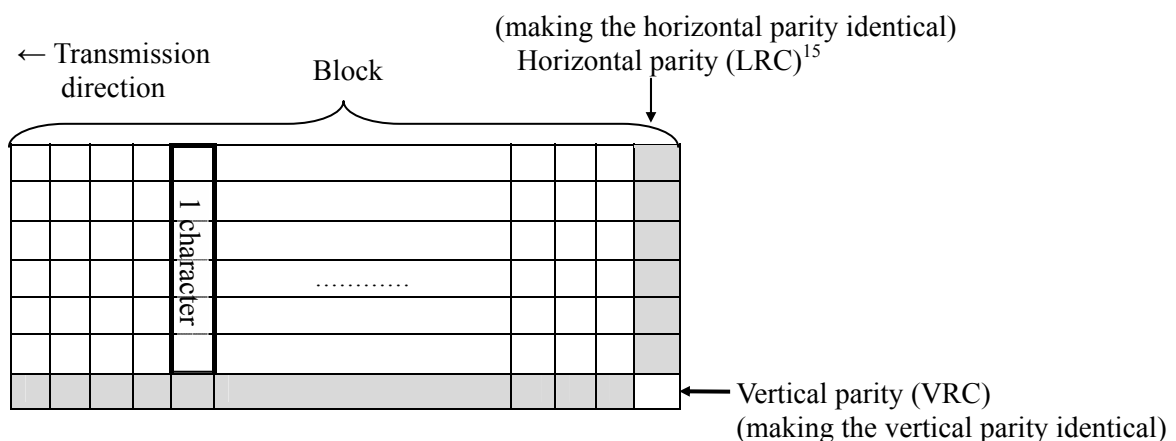 (making the horizontal parity identical)
← Transmission
direction
Block
Horizontal parity (LRC)15
1 character
…………
Vertical parity (VRC)
(making the vertical parity identical)